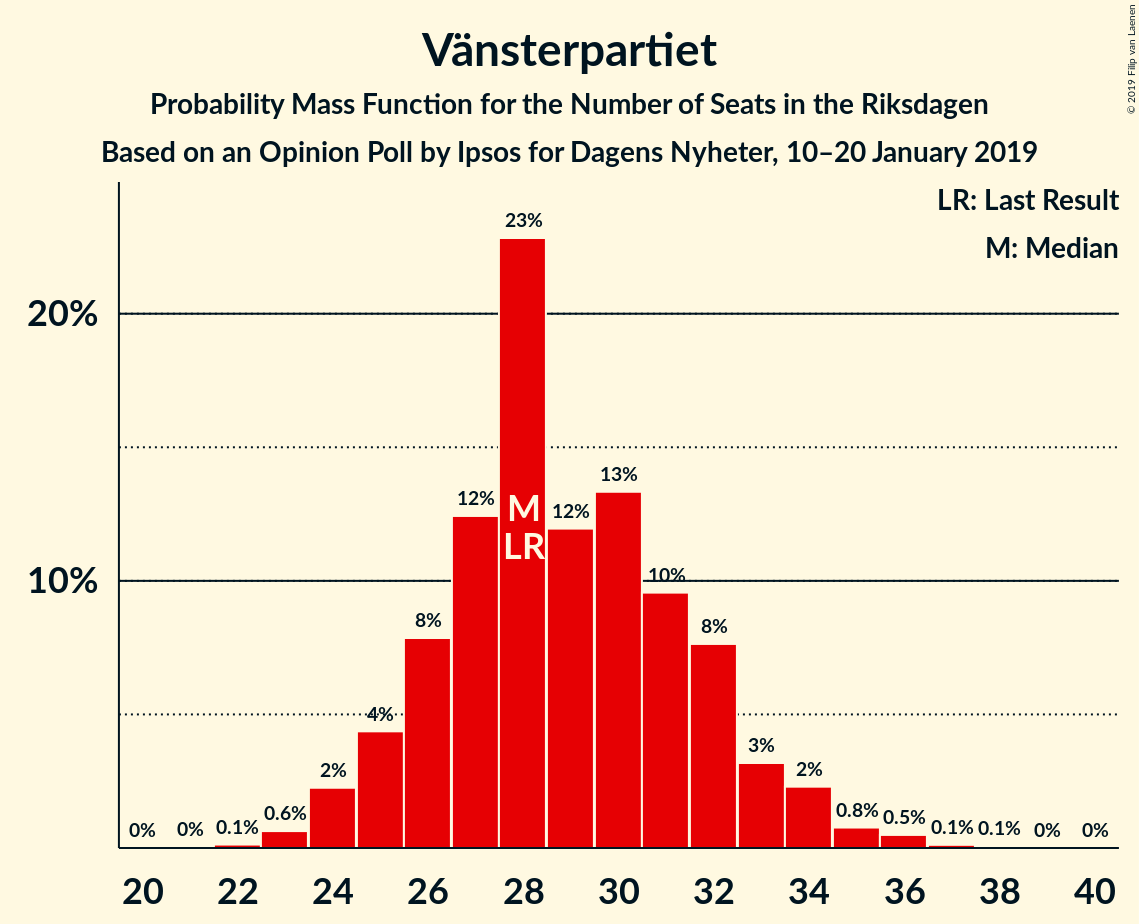 Vänsterpartiet
Probability Mass Function for the Number of Seats in the Riksdagen
Based on an Opinion Poll by Ipsos for Dagens Nyheter, 10–20 January 2019
© 2019 Filip van Laenen
LR: Last Result
M: Median
20%
10%
0%
0%
0.1%
0.6%
2%
4%
8%
12%
23%
12%
13%
10%
8%
3%
2%
0.8%
0.5%
0.1%
0.1%
0%
0%
M
LR
20 22 24 26 28 30 32 34 36 38 40